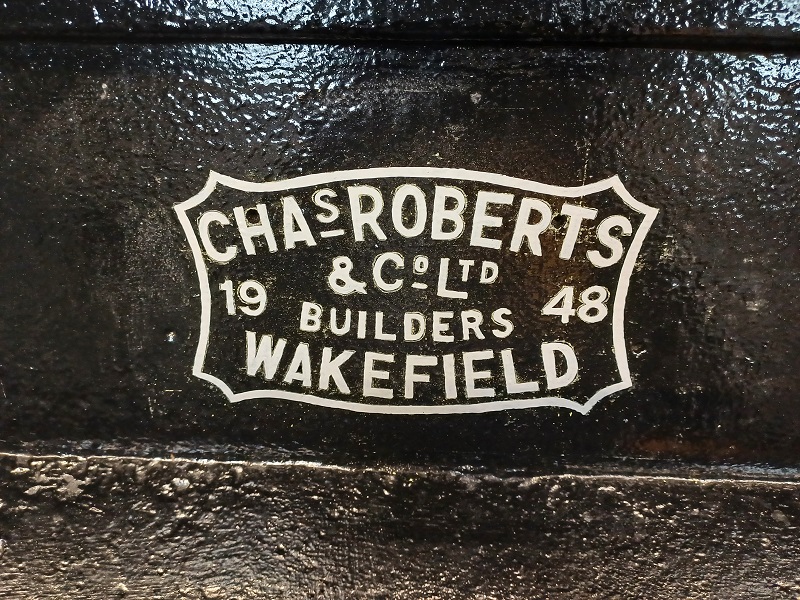 CHAS ROBERTS
& Co LTD
19 48
BUILDERS
WAKEFIELD